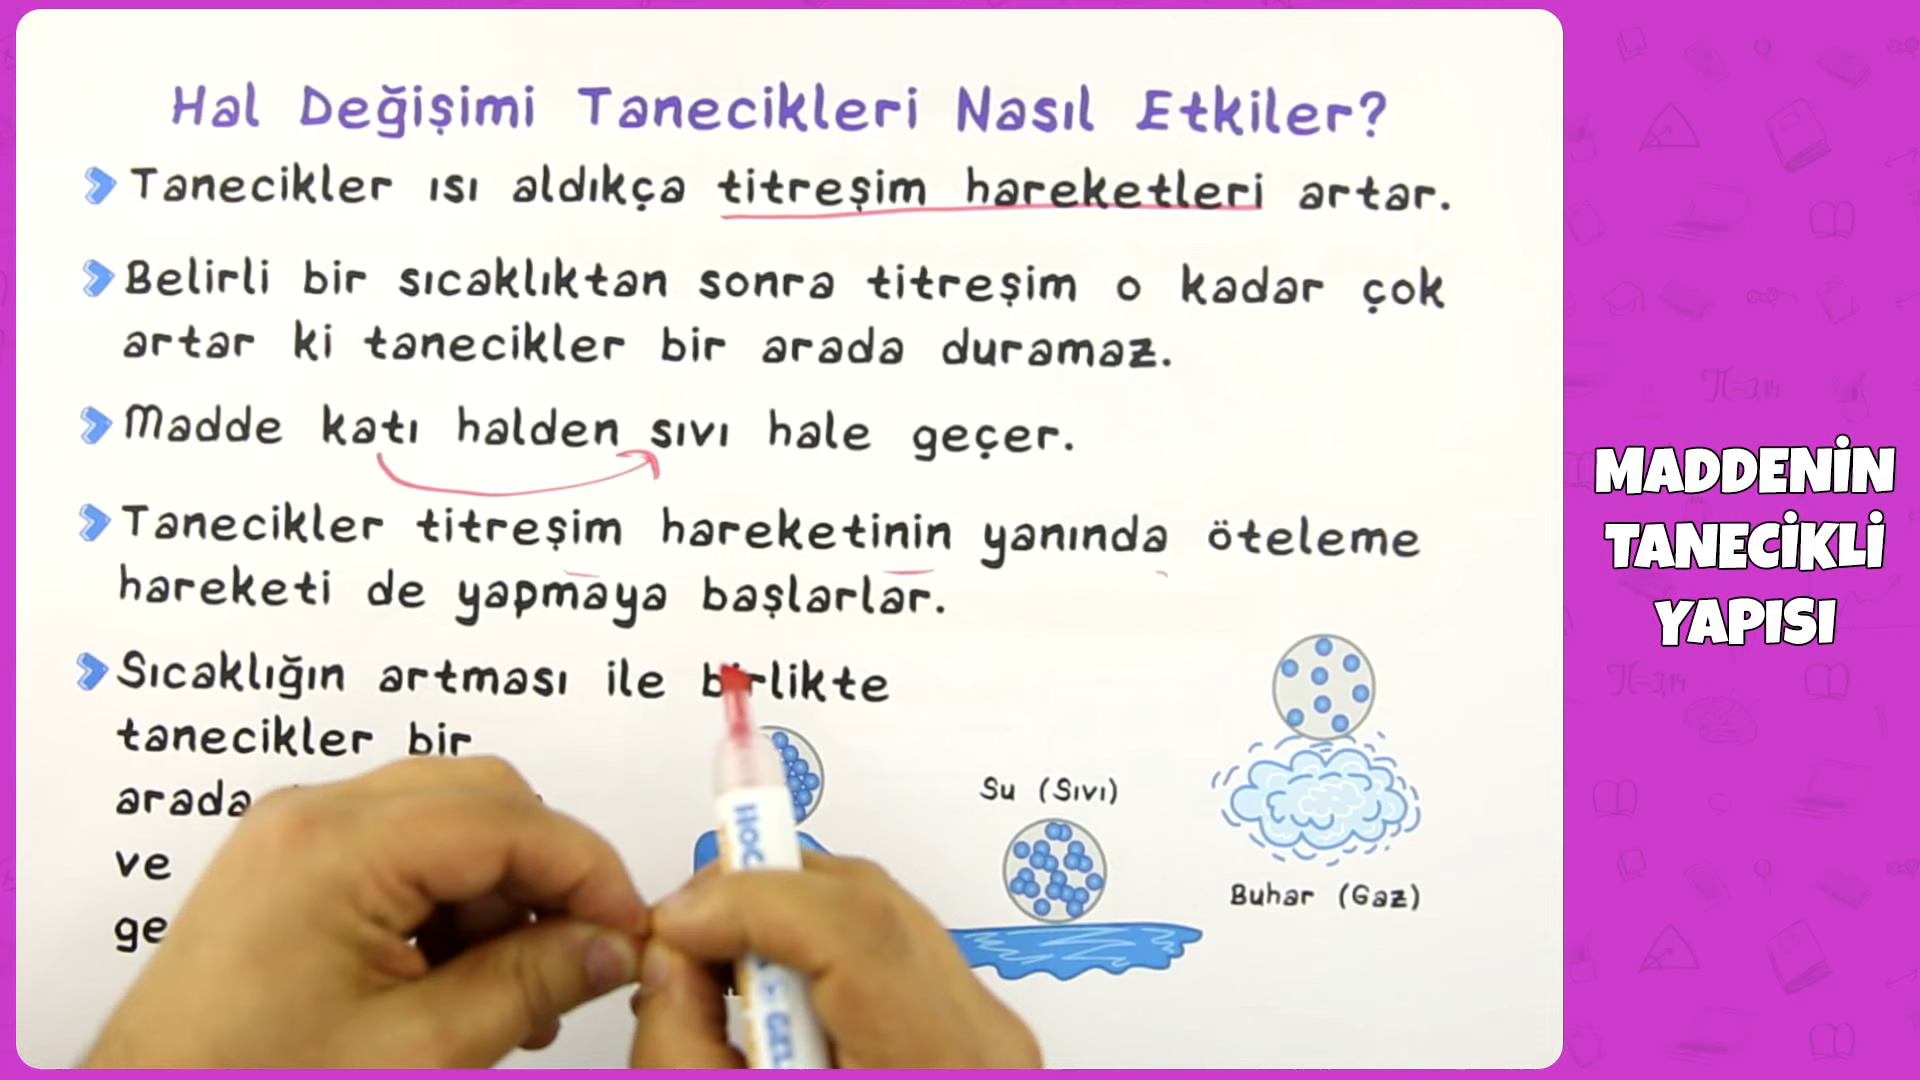 Hal Değişimi Tanecikleri Nasıl Etkiler?
Tanecikler ısı aldıkça titreşim hareketleri artar.
Belirli bir sıcaklıktan sonra titreşim o kadar çok
artar ki tanecikler bir arada duramaz.
Madde katı halden sıvı hale geçer.
Tanecikler titreşim hareketinin yanında öteleme
hareketi de yapmaya başlarlar.
Sıcaklığın artması ile birlikte
tanecikler bir
arada
ve
Su (Sıvı)
Buhar (Gaz)
MADDENİN
TANECİKLİ
YAPISI